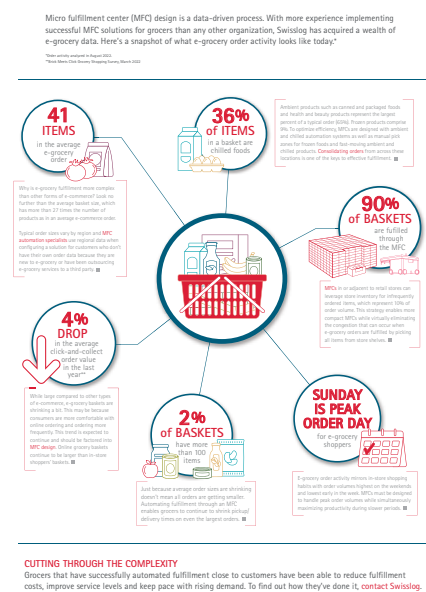 Micro fulfillment center (MFC) design is a data-driven process. With more experience implementing
successful MFC solutions for grocers than any other organization, Swisslog has acquired a wealth of
e-grocery data. Here's a snapshot of what e-grocery order activity looks like today.*
*Order activity analyzed in August 2022.
**Brick Meets Click Grocery Shopping Survey, March 2022
41
ITEMS
in the average
e-grocery
order
Why is e-grocery fulfillment more complex
than other forms of e-commerce? Look no
further than the average basket size, which
has more than 27 times the number of
products as in an average e-commerce order.
Typical order sizes vary by region and MFC
automation specialists use regional data when
configuring a solution for customers who don't
have their own order data because they are
new to e-grocery or have been outsourcing
e-grocery services to a third party.
36%
of ITEMS
in a basket are
chilled foods
Ambient products such as canned and packaged foods
and health and beauty products represent the largest
percent of a typical order (55%). Frozen products comprise
9%. To optimize efficiency, MFCs are designed with ambient
and chilled automation systems as well as manual pick
zones for frozen foods and fast-moving ambient and
chilled products. Consolidating orders from across these
locations is one of the keys to effective fulfillment.
90%
of BASKETS
are fulfilled
through
the MFC
MFCs in or adjacent to retail stores can
leverage store inventory for infrequently
ordered items, which represent 10% of
order volume. This strategy enables more
compact MFCs while virtually eliminating
the congestion that can occur when
e-grocery orders are fulfilled by picking
all items from store shelves.
4%
DROP
in the average
click-and-collect
order value
in the last
year**
While large compared to other types
of e-commerce, e-grocery baskets are
shrinking a bit. This may be because
consumers are more comfortable with
online ordering and ordering more
frequently. This trend is expected to
continue and should be factored into
MFC design. Online grocery baskets
continue to be larger than in-store
shoppers' baskets.
2%
of BASKETS
have more
than 100
items
Just because average order sizes are shrinking
doesn't mean all orders are getting smaller.
Automating fulfillment through an MFC
enables grocers to continue to shrink pickup/
delivery times on even the largest orders.
SUNDAY
IS PEAK
ORDER DAY
for e-grocery
shoppers
E-grocery order activity mirrors in-store shopping
habits with order volumes highest on the weekends
and lowest early in the week. MFCs must be designed
to handle peak order volumes while simultaneously
maximizing productivity during slower periods.
CUTTING THROUGH THE COMPLEXITY
Grocers that have successfully automated fulfillment close to customers have been able to reduce fulfillment
costs, improve service levels and keep pace with rising demand. To find out how they've done it, contact Swisslog.